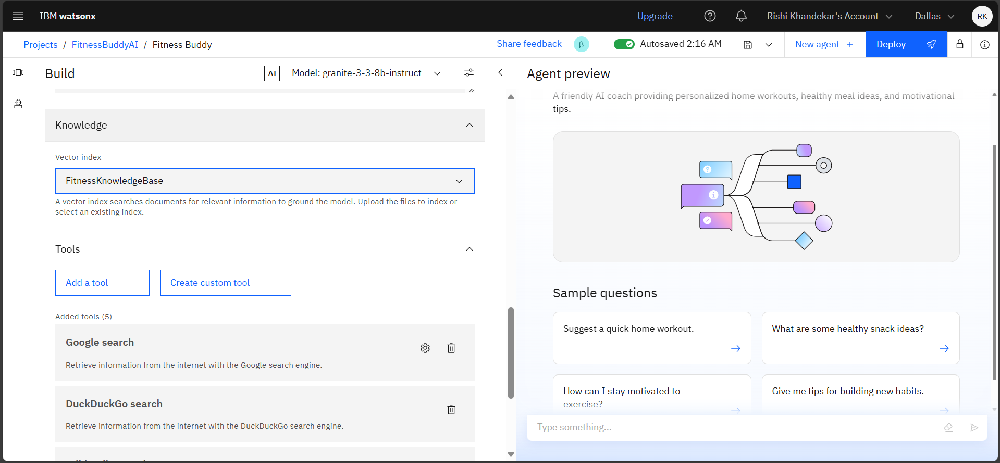 IBM watsonx
Upgrade
Rishi Khandekar's Account
Dallas
RK
Projects / FitnessBuddyAI / Fitness Buddy
Share feedback
β
Autosaved 2:16 AM
New agent +
Deploy
Build
AI
Model: granite-3-3-8b-instruct
Knowledge
Vector index
FitnessKnowledgeBase
A vector index searches documents for relevant information to ground the model. Upload the files to index or
select an existing index.
Tools
Add a tool
Create custom tool
Added tools (5)
Google search
Retrieve information from the internet with the Google search engine.
DuckDuckGo search
Retrieve information from the internet with the DuckDuckGo search engine.
Agent preview
A friendly AI coach providing personalized home workouts, healthy meal ideas, and motivational
tips.
Sample questions
Suggest a quick home workout.
What are some healthy snack ideas?
How can I stay motivated to
exercise?
Give me tips for building new habits.
Type something...